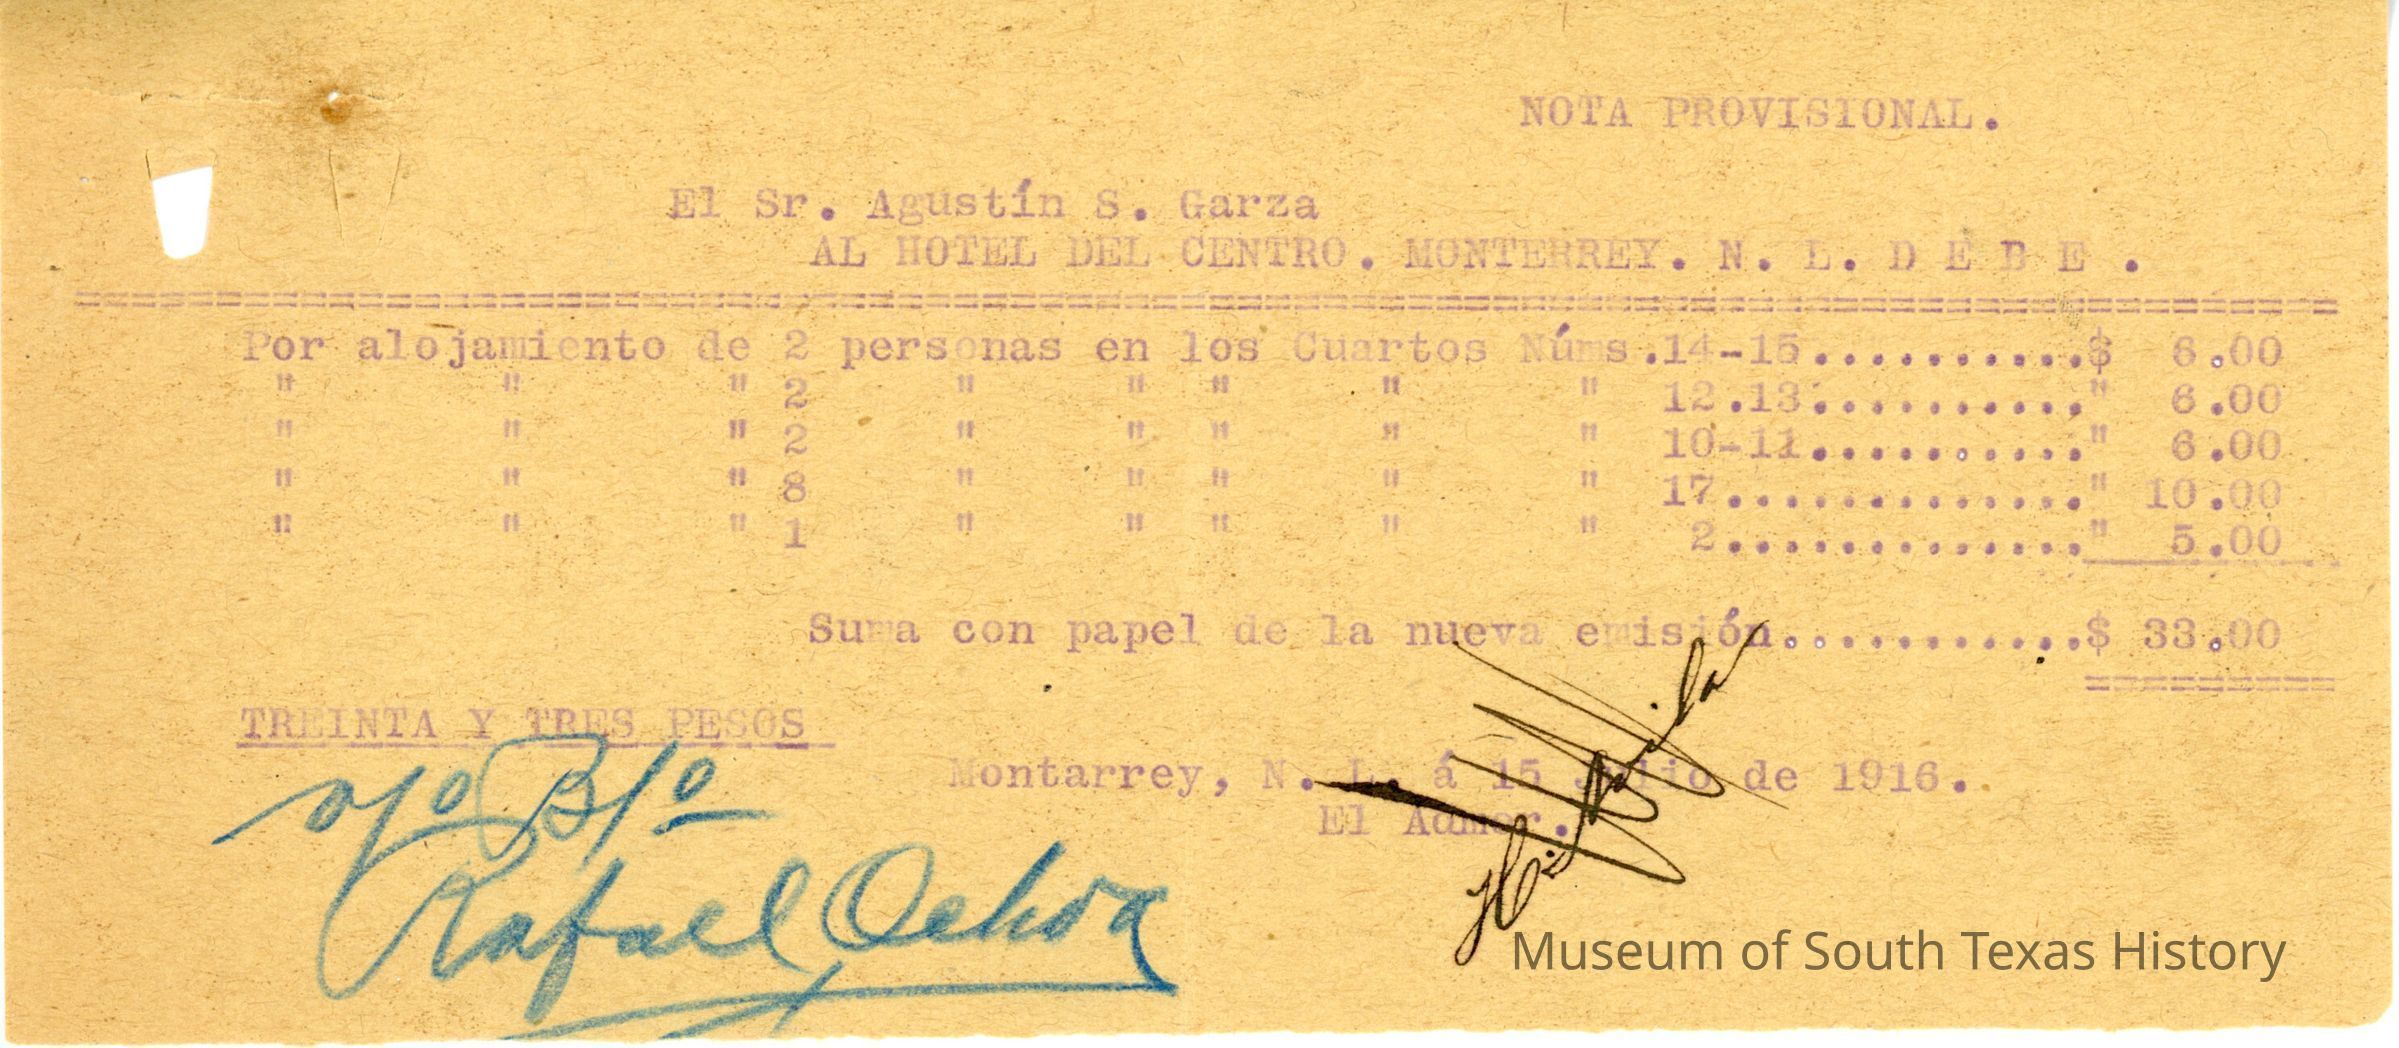 NOTA PROVISIONAL.
El Sr. Agustín S. Garza
AL HOTEL DEL CENTRO. MONTERREY. N. L. D E B E .
Por alojamiento de 2 personas en los Cuartos Núms.14-15...........$ 6.00
" " " 2 " " " " " 12.13..........." 6.00
" " " 2 " " " " " 10-11..........." 6.00
" " " 8 " " " " " 17.............." 10.00
" " " 1 " " " " " 2.............." 5.00
Suma con papel de la nueva emisión............$ 33.00
TREINTA Y TRES PESOS
Montarrey, N. L. á 15 Julio de 1916.
El Admor.
Vo Bo
Rafael Ochoa
Museum of South Texas History